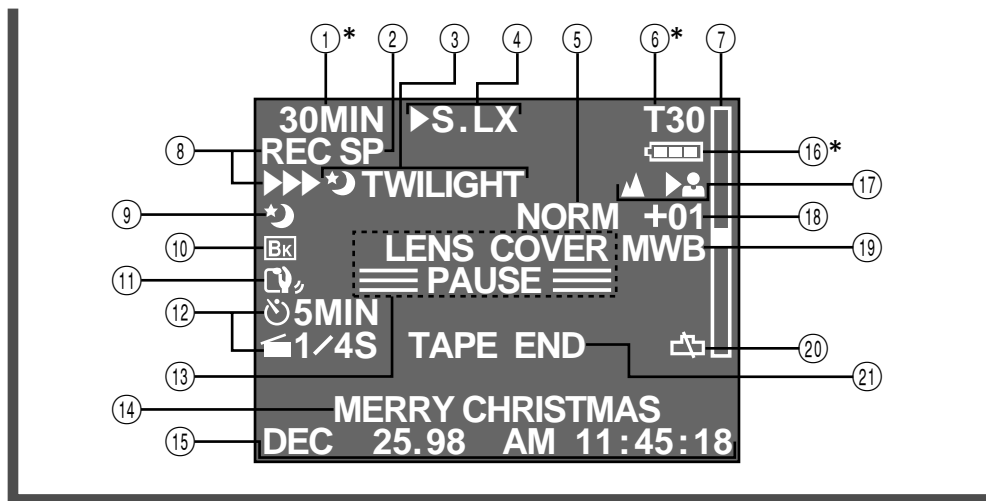 ①* ② ③ ④ ⑤ ⑥* ⑦
30MIN ▶S.LX T30
⑧ REC SP ⑯*
▶▶▶ TWILIGHT ▶ ⑰
⑨ NORM +01 ⑱
⑩ BK LENS COVER MWB ⑲
⑪ PAUSE
⑫ 5MIN
1/4S TAPE END ⑳
⑬ ㉑
⑭ MERRY CHRISTMAS
⑮ DEC 25.98 AM 11:45:18